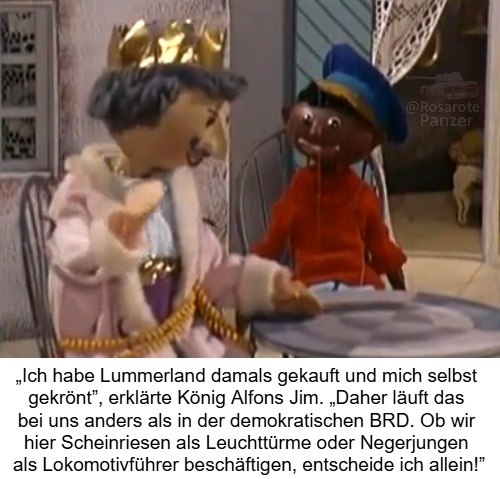 @Rosarote
Panzer
„Ich habe Lummerland damals gekauft und mich selbst
gekrönt”, erklärte König Alfons Jim. „Daher läuft das
bei uns anders als in der demokratischen BRD. Ob wir
hier Scheinriesen als Leuchttürme oder Negerjungen
als Lokomotivführer beschäftigen, entscheide ich allein!”